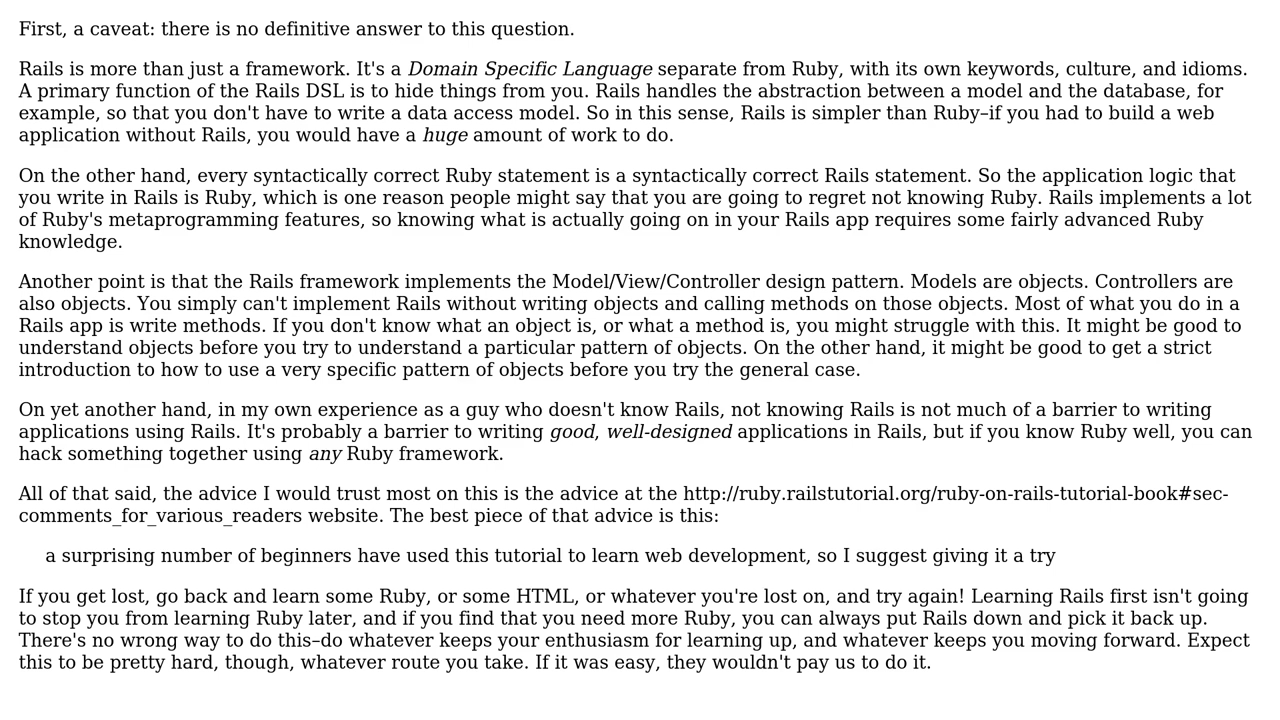 First, a caveat: there is no definitive answer to this question.
Rails is more than just a framework. It's a Domain Specific Language separate from Ruby, with its own keywords, culture, and idioms.
A primary function of the Rails DSL is to hide things from you. Rails handles the abstraction between a model and the database, for
example, so that you don't have to write a data access model. So in this sense, Rails is simpler than Ruby–if you had to build a web
application without Rails, you would have a huge amount of work to do.
On the other hand, every syntactically correct Ruby statement is a syntactically correct Rails statement. So the application logic that
you write in Rails is Ruby, which is one reason people might say that you are going to regret not knowing Ruby. Rails implements a lot
of Ruby's metaprogramming features, so knowing what is actually going on in your Rails app requires some fairly advanced Ruby
knowledge.
Another point is that the Rails framework implements the Model/View/Controller design pattern. Models are objects. Controllers are
also objects. You simply can't implement Rails without writing objects and calling methods on those objects. Most of what you do in a
Rails app is write methods. If you don't know what an object is, or what a method is, you might struggle with this. It might be good to
understand objects before you try to understand a particular pattern of objects. On the other hand, it might be good to get a strict
introduction to how to use a very specific pattern of objects before you try the general case.
On yet another hand, in my own experience as a guy who doesn't know Rails, not knowing Rails is not much of a barrier to writing
applications using Rails. It's probably a barrier to writing good, well-designed applications in Rails, but if you know Ruby well, you can
hack something together using any Ruby framework.
All of that said, the advice I would trust most on this is the advice at the http://ruby.railstutorial.org/ruby-on-rails-tutorial-book#sec-
comments_for_various_readers website. The best piece of that advice is this:
a surprising number of beginners have used this tutorial to learn web development, so I suggest giving it a try
If you get lost, go back and learn some Ruby, or some HTML, or whatever you're lost on, and try again! Learning Rails first isn't going
to stop you from learning Ruby later, and if you find that you need more Ruby, you can always put Rails down and pick it back up.
There's no wrong way to do this–do whatever keeps your enthusiasm for learning up, and whatever keeps you moving forward. Expect
this to be pretty hard, though, whatever route you take. If it was easy, they wouldn't pay us to do it.